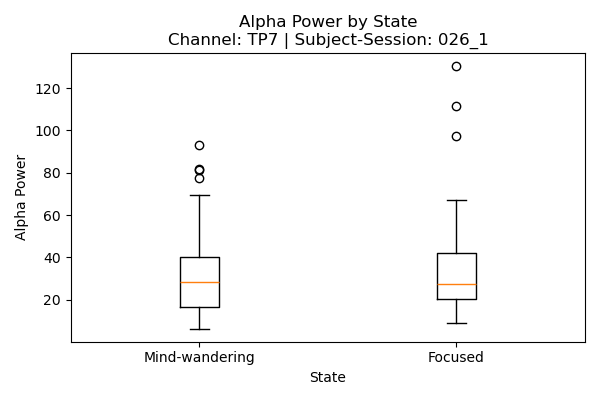 Alpha Power by State
Channel: TP7 | Subject-Session: 026_1
120
100
80
60
40
20
Alpha Power
Mind-wandering
Focused
State